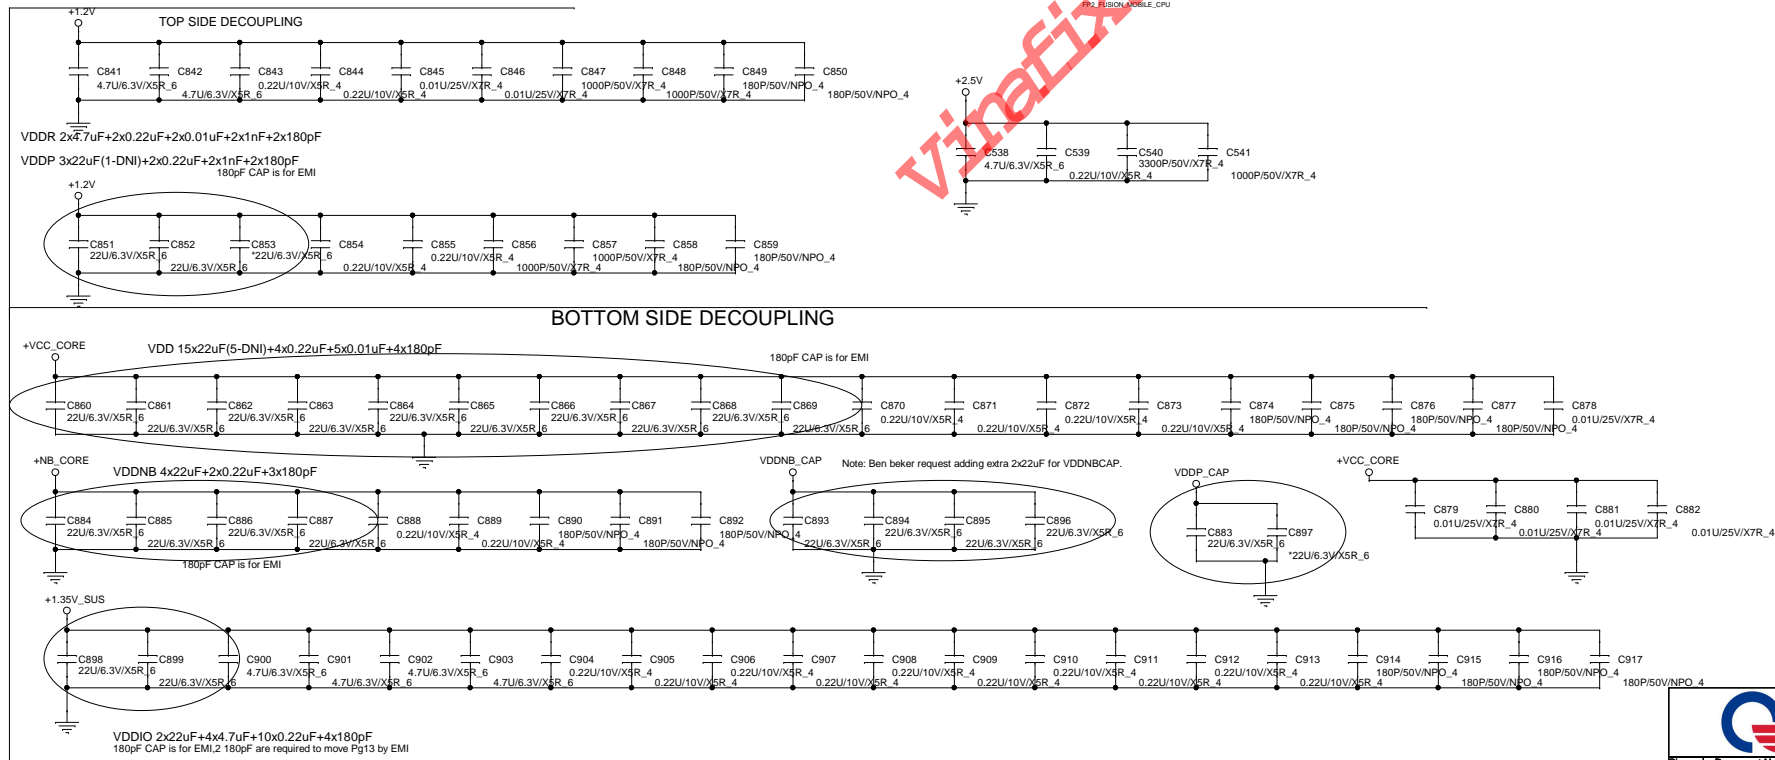 FP2_FUSION_MOBILE_CPU
+1.2V
TOP SIDE DECOUPLING
C841 C842 C843 C844 C845 C846 C847 C848 C849 C850
4.7U/6.3V/X5R_6 0.22U/10V/X5R_4 0.01U/25V/X7R_4 1000P/50V/X7R_4 180P/50V/NPO_4
4.7U/6.3V/X5R_6 0.22U/10V/X5R_4 0.01U/25V/X7R_4 1000P/50V/X7R_4 180P/50V/NPO_4
VDDR 2x4.7uF+2x0.22uF+2x0.01uF+2x1nF+2x180pF
VDDP 3x22uF(1-DNI)+2x0.22uF+2x1nF+2x180pF
180pF CAP is for EMI
+2.5V
C538 C539 C540 C541
4.7U/6.3V/X5R_6 3300P/50V/X7R_4
0.22U/10V/X5R_4 1000P/50V/X7R_4
vinafix
+1.2V
C851 C852 C853 C854 C855 C856 C857 C858 C859
22U/6.3V/X5R_6 *22U/6.3V/X5R_6 0.22U/10V/X5R_4 1000P/50V/X7R_4 180P/50V/NPO_4
22U/6.3V/X5R_6 0.22U/10V/X5R_4 1000P/50V/X7R_4 180P/50V/NPO_4
BOTTOM SIDE DECOUPLING
+VCC_CORE
VDD 15x22uF(5-DNI)+4x0.22uF+5x0.01uF+4x180pF
180pF CAP is for EMI
C860 C861 C862 C863 C864 C865 C866 C867 C868 C869 C870 C871 C872 C873 C874 C875 C876 C877 C878
22U/6.3V/X5R_6 22U/6.3V/X5R_6 22U/6.3V/X5R_6 22U/6.3V/X5R_6 22U/6.3V/X5R_6 0.22U/10V/X5R_4 0.22U/10V/X5R_4 180P/50V/NPO_4 180P/50V/NPO_4 0.01U/25V/X7R_4
22U/6.3V/X5R_6 22U/6.3V/X5R_6 22U/6.3V/X5R_6 22U/6.3V/X5R_6 22U/6.3V/X5R_6 0.22U/10V/X5R_4 0.22U/10V/X5R_4 180P/50V/NPO_4 180P/50V/NPO_4
+NB_CORE
VDDNB 4x22uF+2x0.22uF+3x180pF
C884 C885 C886 C887 C888 C889 C890 C891 C892
22U/6.3V/X5R_6 22U/6.3V/X5R_6 0.22U/10V/X5R_4 180P/50V/NPO_4 180P/50V/NPO_4
22U/6.3V/X5R_6 22U/6.3V/X5R_6 0.22U/10V/X5R_4 180P/50V/NPO_4
180pF CAP is for EMI
VDDNB_CAP
Note: Ben beker request adding extra 2x22uF for VDDNBCAP.
C893 C894 C895 C896
22U/6.3V/X5R_6 22U/6.3V/X5R_6
22U/6.3V/X5R_6 22U/6.3V/X5R_6
VDDP_CAP
C883 C897
22U/6.3V/X5R_6
*22U/6.3V/X5R_6
+VCC_CORE
C879 C880 C881 C882
0.01U/25V/X7R_4 0.01U/25V/X7R_4
0.01U/25V/X7R_4 0.01U/25V/X7R_4
+1.35V_SUS
C898 C899 C900 C901 C902 C903 C904 C905 C906 C907 C908 C909 C910 C911 C912 C913 C914 C915 C916 C917
22U/6.3V/X5R_6 4.7U/6.3V/X5R_6 4.7U/6.3V/X5R_6 0.22U/10V/X5R_4 0.22U/10V/X5R_4 0.22U/10V/X5R_4 0.22U/10V/X5R_4 0.22U/10V/X5R_4 180P/50V/NPO_4 180P/50V/NPO_4
22U/6.3V/X5R_6 4.7U/6.3V/X5R_6 4.7U/6.3V/X5R_6 0.22U/10V/X5R_4 0.22U/10V/X5R_4 0.22U/10V/X5R_4 0.22U/10V/X5R_4 0.22U/10V/X5R_4 180P/50V/NPO_4 180P/50V/NPO_4
VDDIO 2x22uF+4x4.7uF+10x0.22uF+4x180pF
180pF CAP is for EMI,2 180pF are required to move Pg13 by EMI